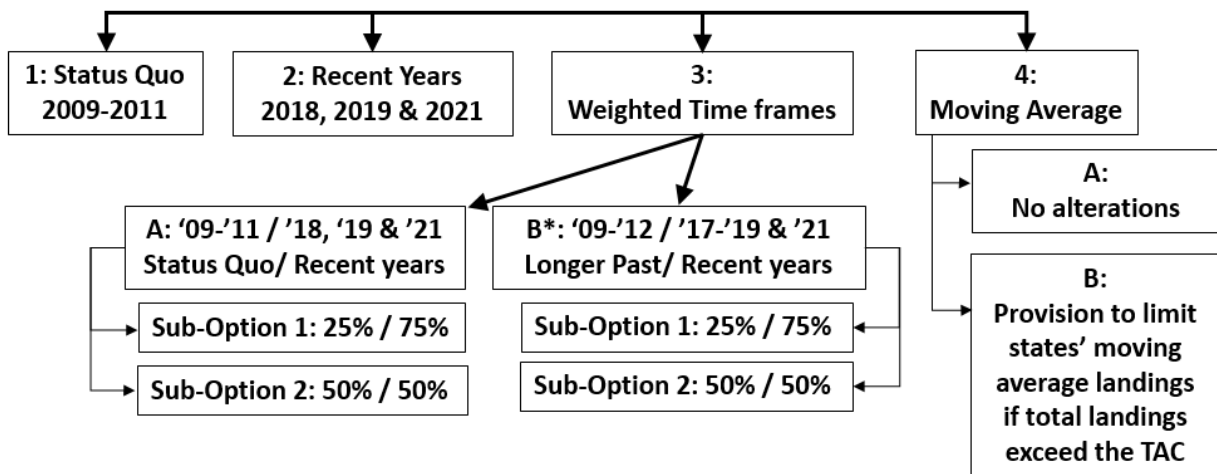 1: Status Quo
2009-2011
2: Recent Years
2018, 2019 & 2021
3:
Weighted Time frames
4:
Moving Average
A: ‘09-’11 / ’18, ‘19 & ’21
Status Quo/ Recent years
Sub-Option 1: 25% / 75%
Sub-Option 2: 50% / 50%
B*: ‘09-’12 / ’17-’19 & ’21
Longer Past/ Recent years
Sub-Option 1: 25% / 75%
Sub-Option 2: 50% / 50%
A:
No alterations
B:
Provision to limit
states’ moving
average landings
if total landings
exceed the TAC